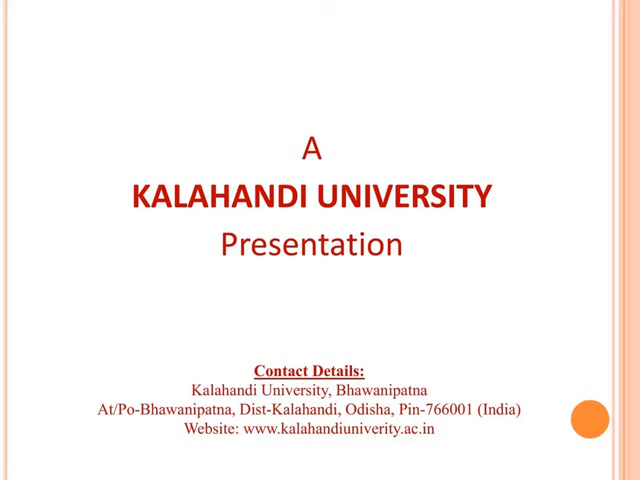 A
KALAHANDI UNIVERSITY
Presentation
Contact Details:
Kalahandi University, Bhawanipatna
At/Po-Bhawanipatna, Dist-Kalahandi, Odisha, Pin-766001 (India)
Website: www.kalahandiuniverity.ac.in